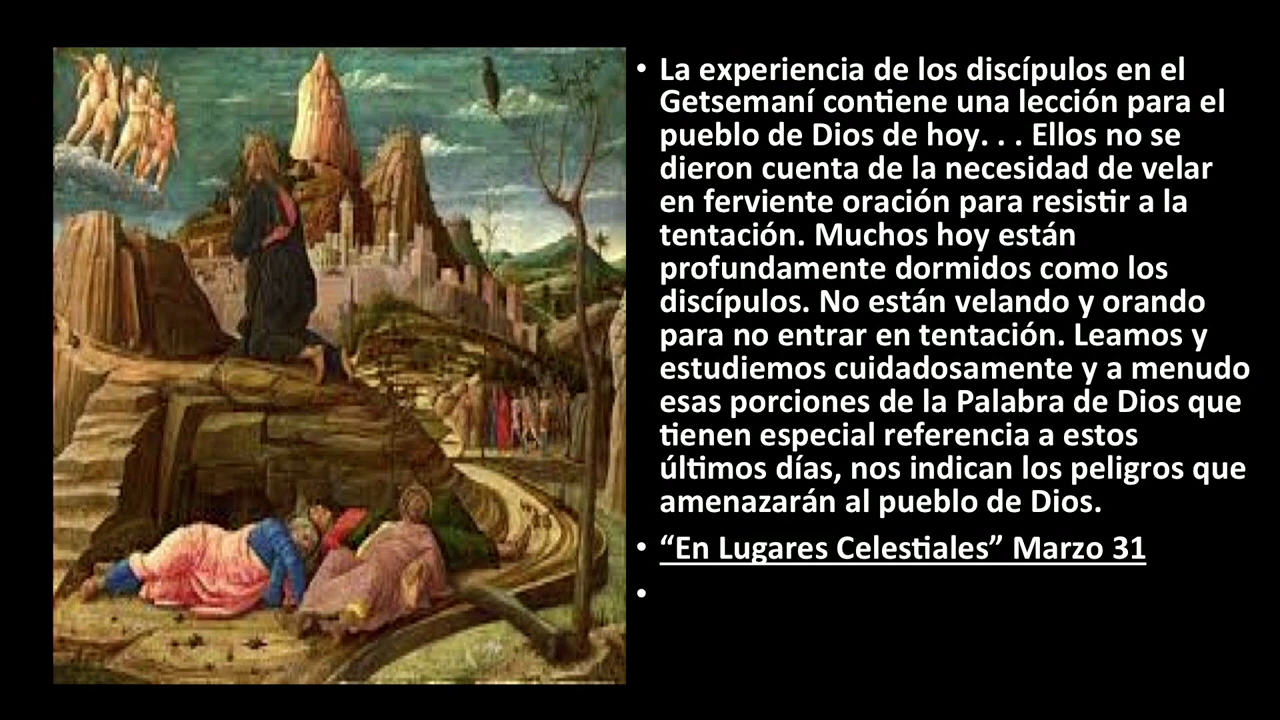 • La experiencia de los discípulos en el
Getsemaní contiene una lección para el
pueblo de Dios de hoy. . . Ellos no se
dieron cuenta de la necesidad de velar
en ferviente oración para resistir a la
tentación. Muchos hoy están
profundamente dormidos como los
discípulos. No están velando y orando
para no entrar en tentación. Leamos y
estudiemos cuidadosamente y a menudo
esas porciones de la Palabra de Dios que
tienen especial referencia a estos
últimos días, nos indican los peligros que
amenazarán al pueblo de Dios.
• “En Lugares Celestiales” Marzo 31
•